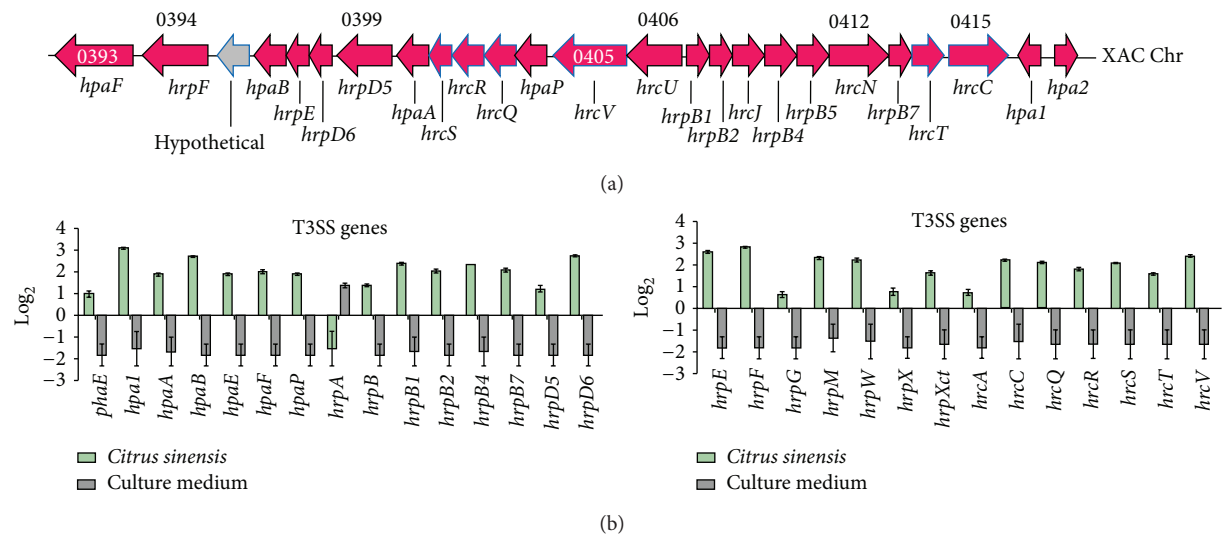 0394 0399 0406 0412 0415
0393 0405 XAC Chr
hpaF hrpF hpaB hrpD5 hrcR hpaP hrcU hrcJ hrcN hrcC hpa2
hrpE hpaA hrcQ hrcV hrpB1 hrpB5 hrpB7 hpa1
Hypothetical hrpD6 hrcS hrpB2 hrpB4 hrcT
(a)
T3SS genes
Log2
4
3
2
1
0
−1
−2
−3
phaE hpa1 hpaA hpaB hpaE hpaF hpaP hrpA hrpB hrpB1 hrpB2 hrpB4 hrpB7 hrpD5 hrpD6
Citrus sinensis
Culture medium
T3SS genes
Log2
4
3
2
1
0
−1
−2
−3
hrpE hrpF hrpG hrpM hrpW hrpX hrpXct hrcA hrcC hrcQ hrcR hrcS hrcT hrcV
Citrus sinensis
Culture medium
(b)